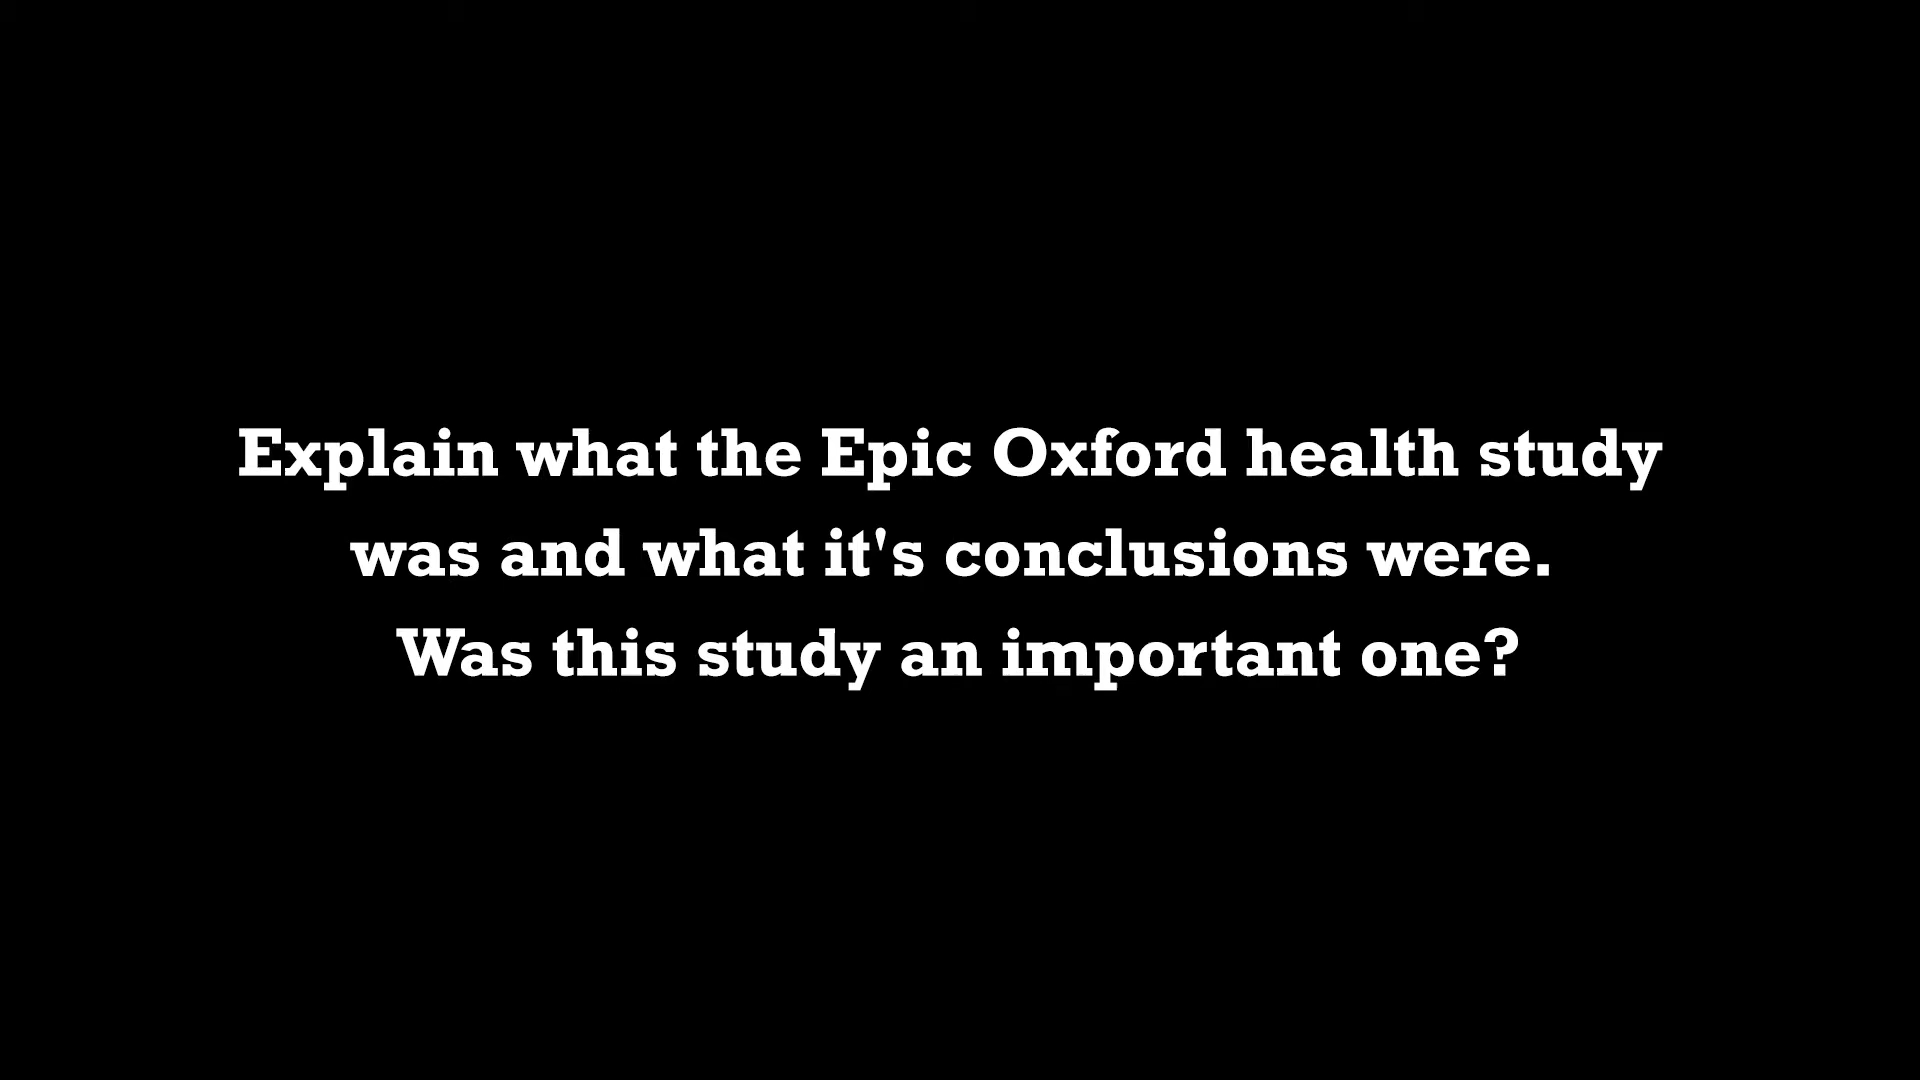 Explain what the Epic Oxford health study
was and what it's conclusions were.
Was this study an important one?